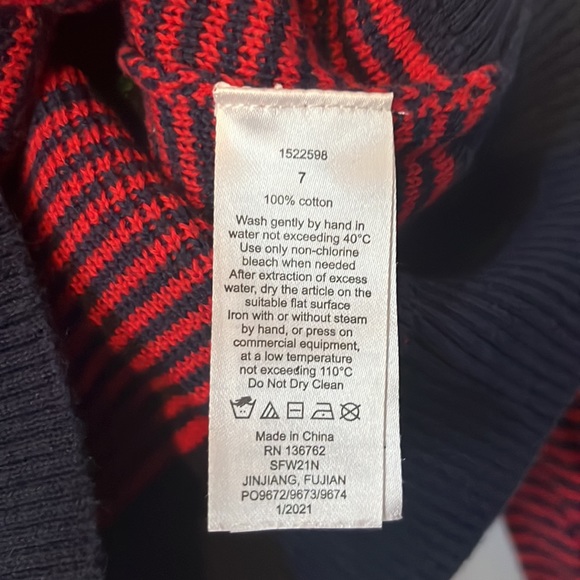 1522598
7
100% cotton
Wash gently by hand in
water not exceeding 40°C
Use only non-chlorine
bleach when needed
After extraction of excess
water, dry the article on the
suitable flat surface
Iron with or without steam
by hand, or press on
commercial equipment,
at a low temperature
not exceeding 110°C
Do Not Dry Clean
Made in China
RN 136762
SFW21N
JINJIANG, FUJIAN
PO9672/9673/9674
1/2021